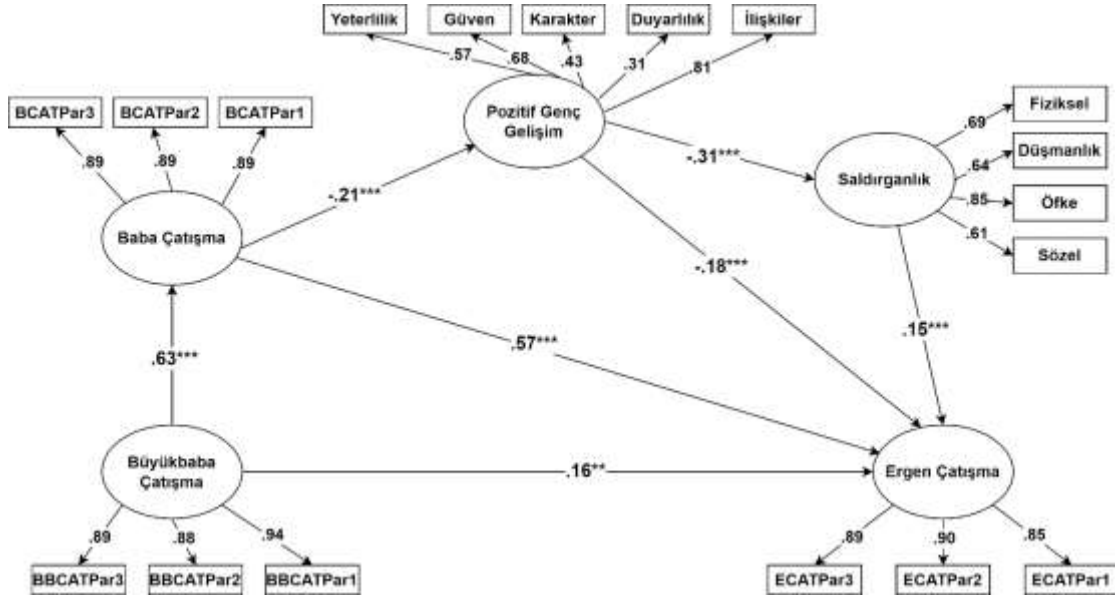 Yeterlilik
Güven
Karakter
Duyarlılık
İlişkiler
.57
.68
.43
.31
.81
BCATPar3
BCATPar2
BCATPar1
.89
.89
.89
Pozitif Genç
Gelişim
Fiziksel
Düşmanlık
Öfke
Sözel
.69
.64
.85
.61
Saldırganlık
-.31***
-.21***
Baba Çatışma
-.18***
.15***
.57***
.63***
Büyükbaba
Çatışma
.16**
Ergen Çatışma
.89
.88
.94
BBCATPar3
BBCATPar2
BBCATPar1
.89
.90
.85
ECATPar3
ECATPar2
ECATPar1